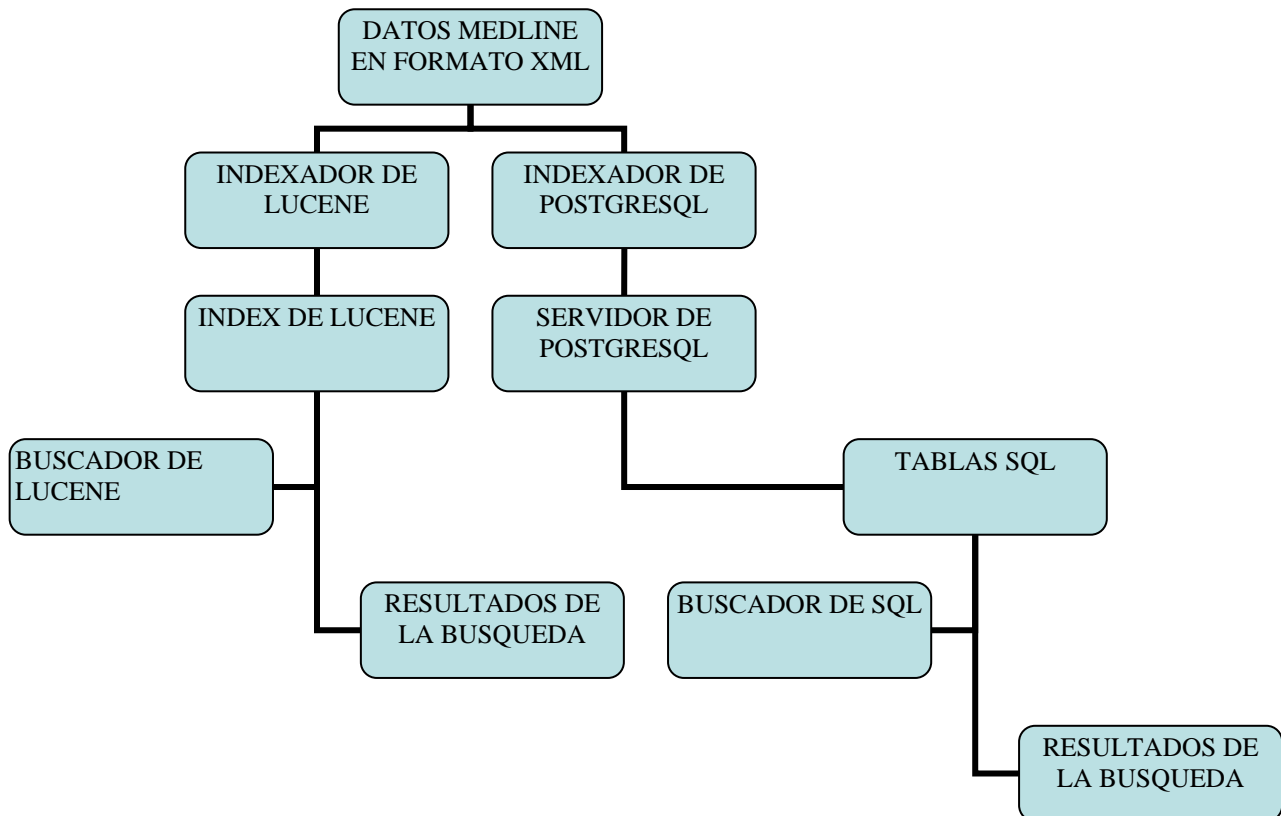 DATOS MEDLINE
EN FORMATO XML
INDEXADOR DE
LUCENE
INDEXADOR DE
POSTGRESQL
INDEX DE LUCENE
SERVIDOR DE
POSTGRESQL
BUSCADOR DE
LUCENE
TABLAS SQL
RESULTADOS DE
LA BUSQUEDA
BUSCADOR DE SQL
RESULTADOS DE
LA BUSQUEDA